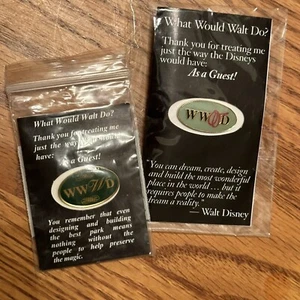 What Would Walt Do?
Thank you for treating me
just the way the Disneys
would have:
As a Guest!
WW D
"You can dream, create, design
and build the most wonderful
place in the world ... but it
requires people to make the
dream a reality."
— Walt Disney
What Would Walt Do?
Thank you for treating me
just the way the
have:
As a Guest!
WW D
You remember that even
designing and building
the best park means
nothing without the
people to help preserve
the magic.